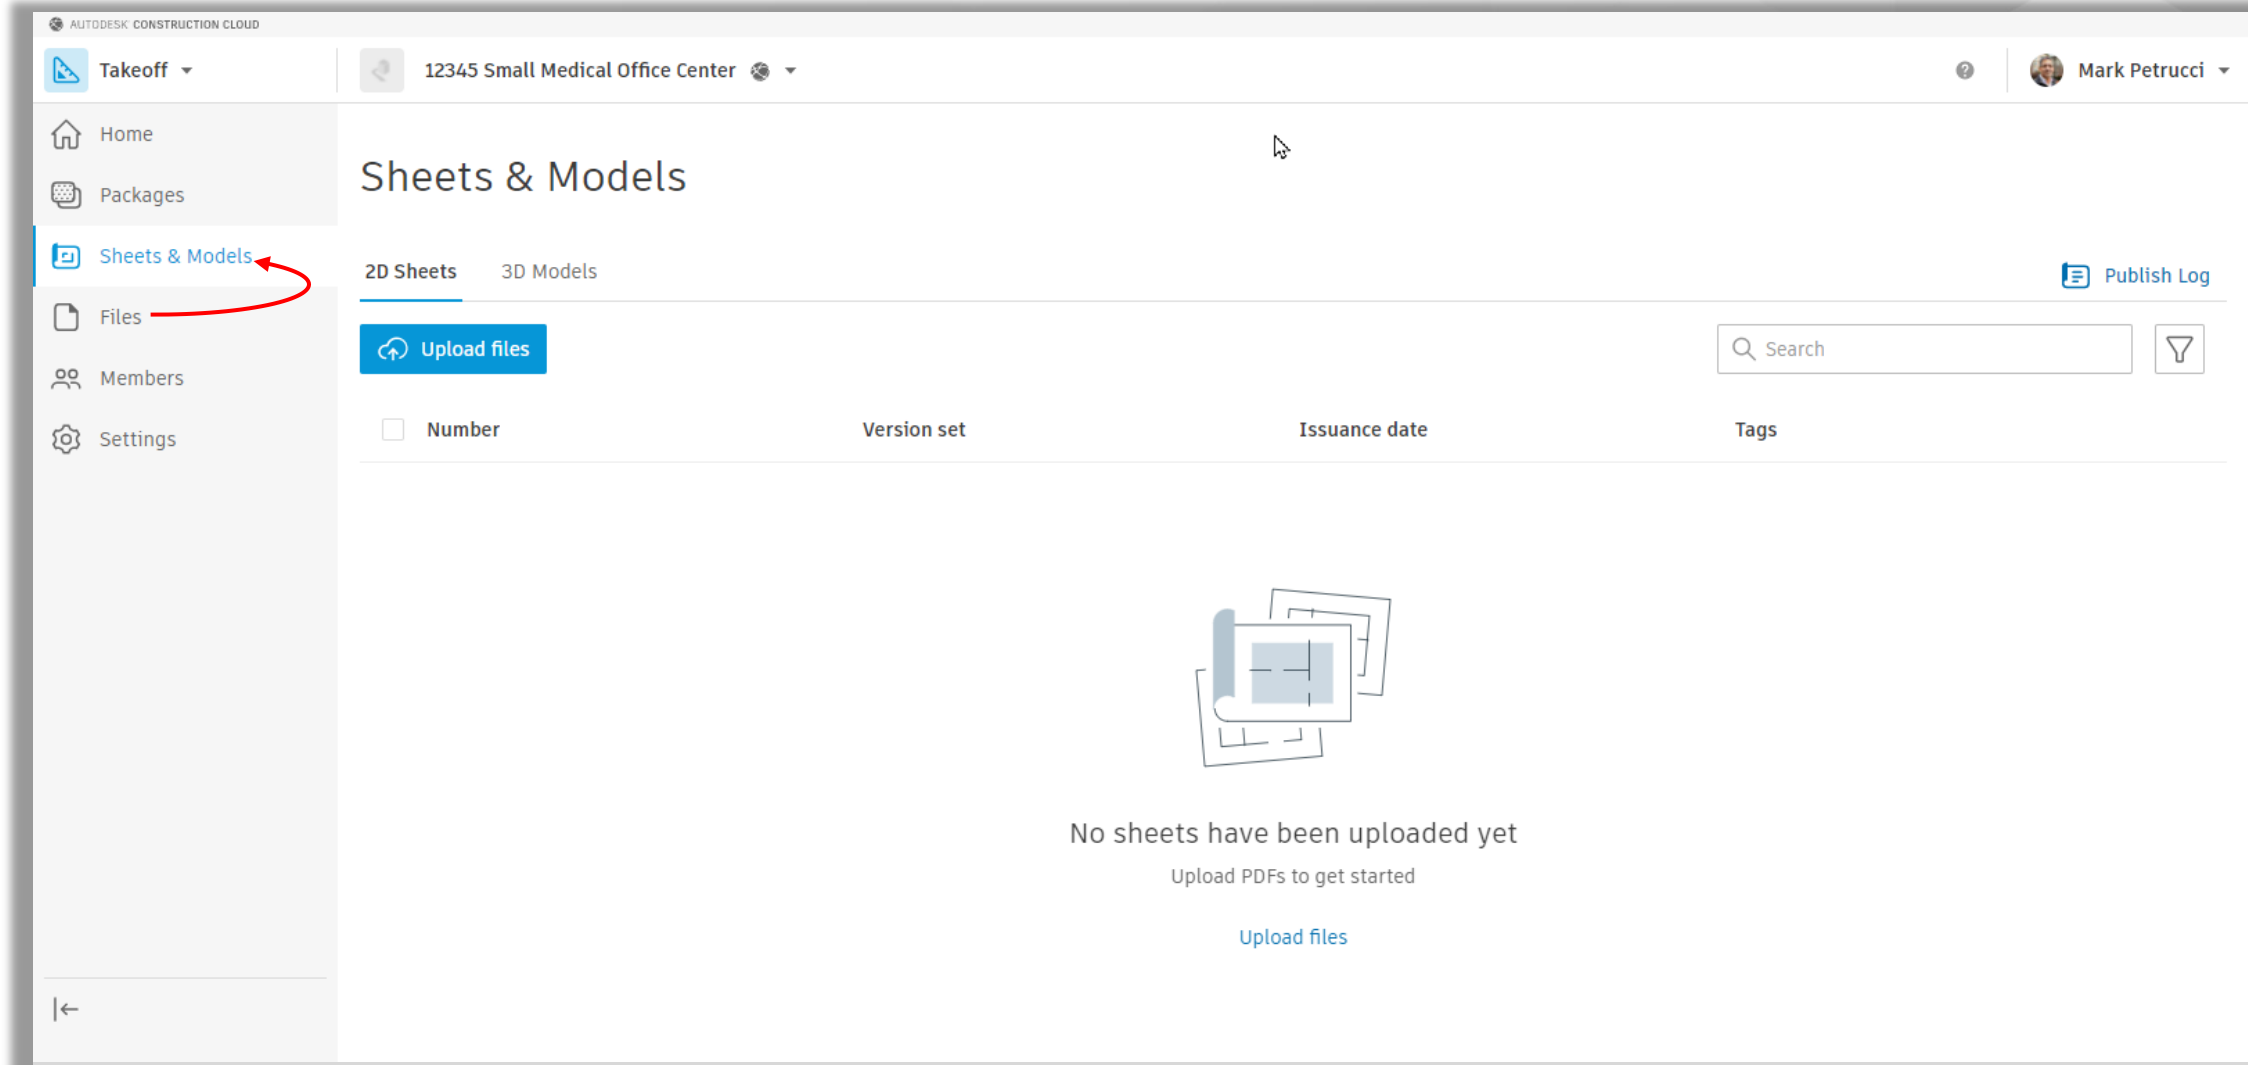 AUTODESK CONSTRUCTION CLOUD
Takeoff
12345 Small Medical Office Center
Mark Petrucci
Home
Packages
Sheets & Models
Files
Members
Settings
Sheets & Models
2D Sheets
3D Models
Publish Log
Upload files
Search
Number
Version set
Issuance date
Tags
No sheets have been uploaded yet
Upload PDFs to get started
Upload files